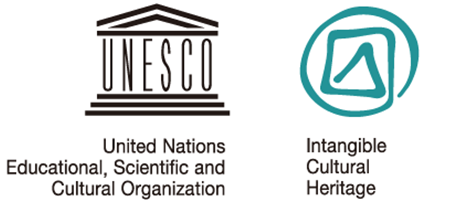 UNESCO
United Nations
Educational, Scientific and
Cultural Organization
Intangible
Cultural
Heritage